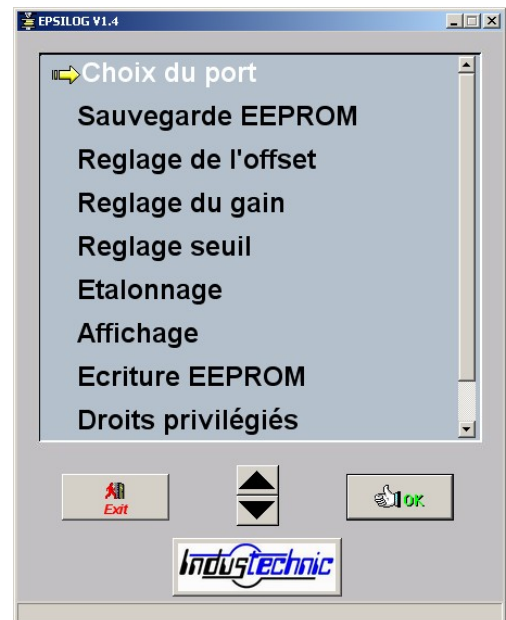 EPSILOG V1.4
Choix du port
Sauvegarde EEPROM
Reglage de l'offset
Reglage du gain
Reglage seuil
Etalonnage
Affichage
Ecriture EEPROM
Droits privilégiés
Exit
OK
Industechnic